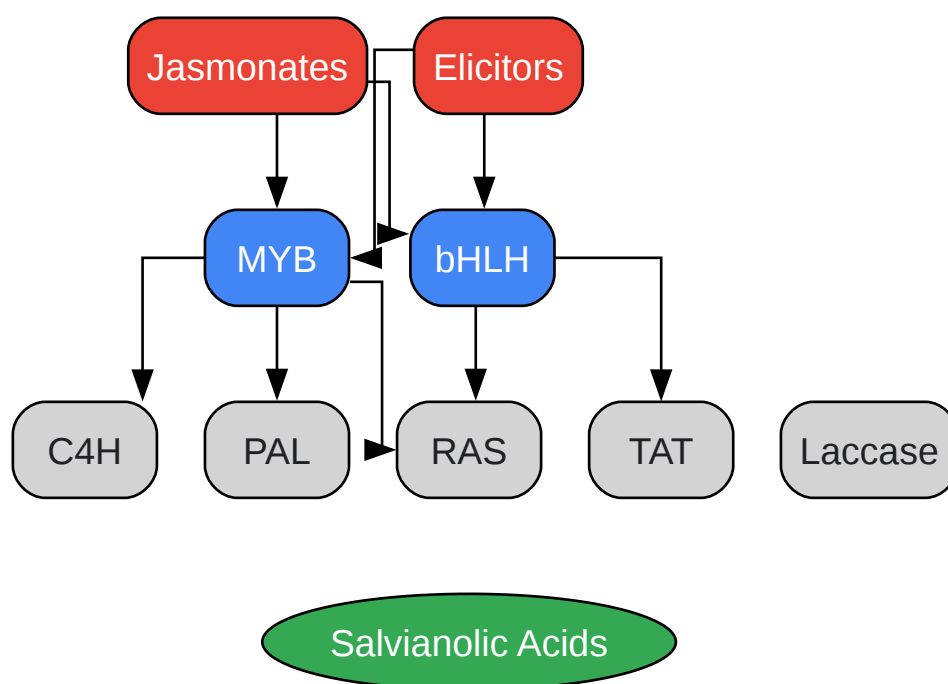 Jasmonates
Elicitors
MYB
bHLH
C4H
PAL
RAS
TAT
Laccase
Salvianolic Acids